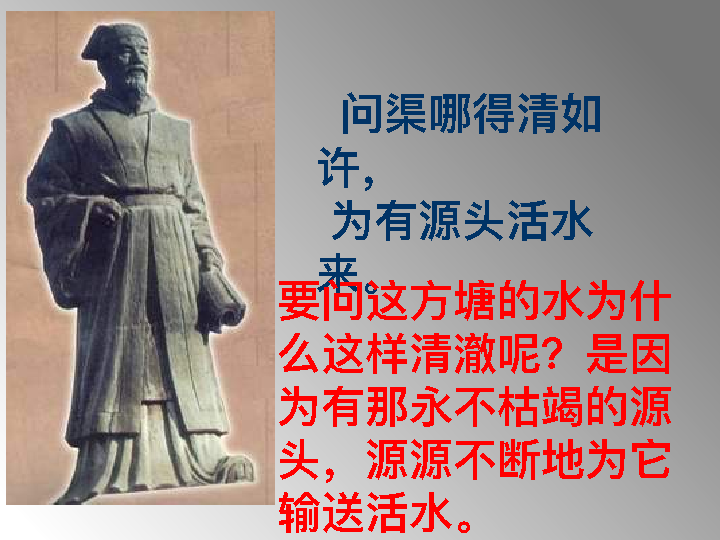 问渠哪得清如
许，
为有源头活水
来。
要问这方塘的水为什
么这样清澈呢？是因
为有那永不枯竭的源
头，源源不断地为它
输送活水。